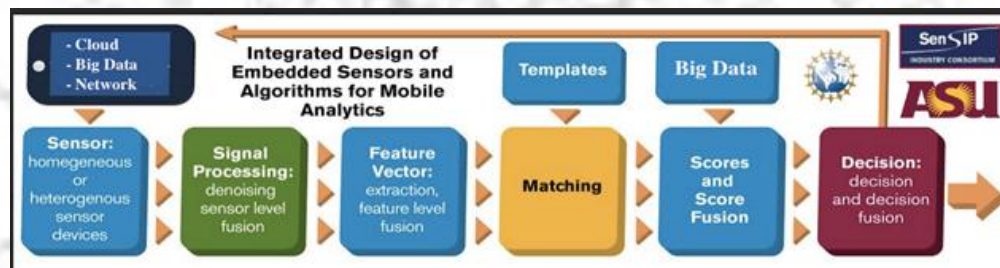 - Cloud
- Big Data
- Network
Integrated Design of
Embedded Sensors and
Algorithms for Mobile
Analytics
Templates
Big Data
NSF
SenSIP
INDUSTRY CONSORTIUM
ASU
Sensor:
homegeneous
or
heterogenous
sensor
devices
Signal
Processing:
denoising
sensor level
fusion
Feature
Vector:
extraction,
feature level
fusion
Matching
Scores
and
Score
Fusion
Decision:
decision
and decision
fusion